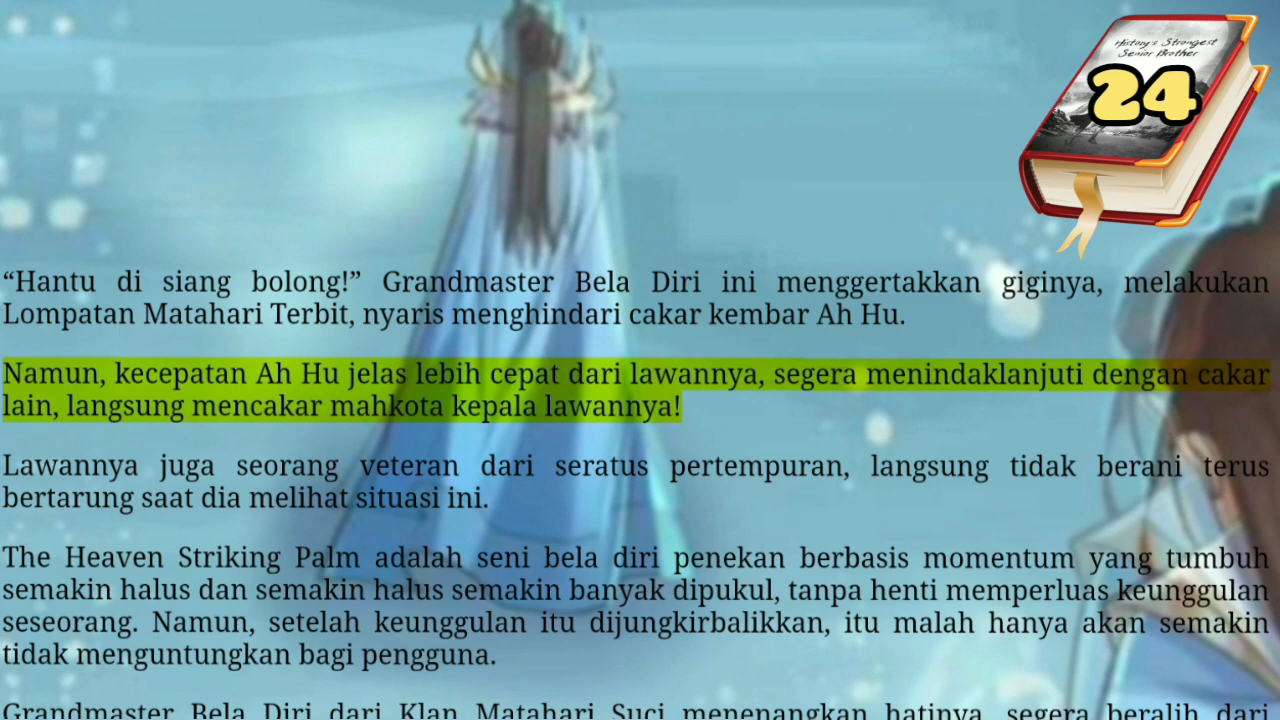 History's Strongest
Senior Brother
24
“Hantu di siang bolong!” Grandmaster Bela Diri ini menggertakkan giginya, melakukan
Lompatan Matahari Terbit, nyaris menghindari cakar kembar Ah Hu.
Namun, kecepatan Ah Hu jelas lebih cepat dari lawannya, segera menindaklanjuti dengan cakar
lain, langsung mencakar mahkota kepala lawannya!
Lawannya juga seorang veteran dari seratus pertempuran, langsung tidak berani terus
bertarung saat dia melihat situasi ini.
The Heaven Striking Palm adalah seni bela diri penekan berbasis momentum yang tumbuh
semakin halus dan semakin halus semakin banyak dipukul, tanpa henti memperluas keunggulan
seseorang. Namun, setelah keunggulan itu dijungkirbalikkan, itu malah hanya akan semakin
tidak menguntungkan bagi pengguna.
Grandmaster Bela Diri dari Klan Matahari Suci menenangkan hatinya, segera beralih dari